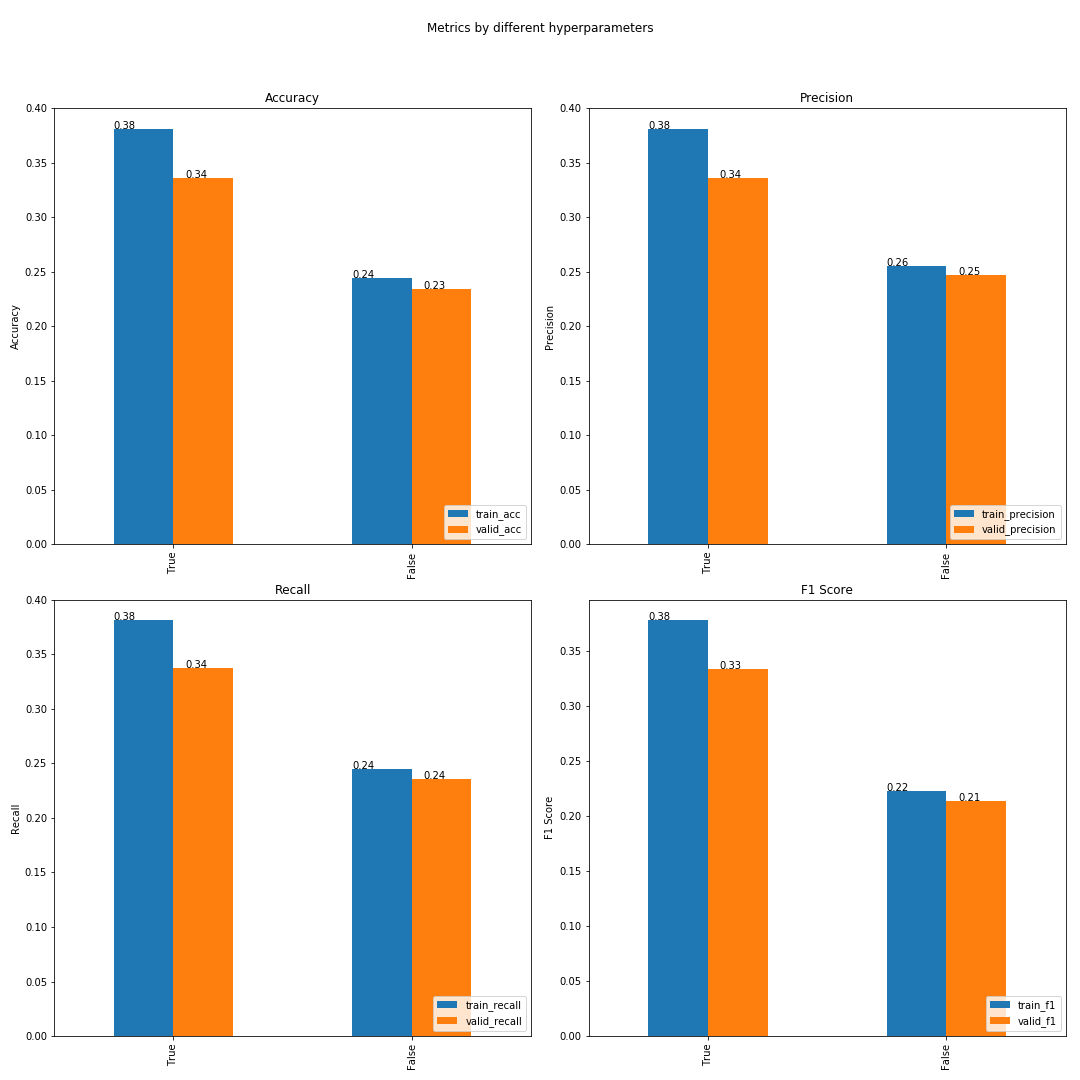 Metrics by different hyperparameters
Accuracy
0.40
0.35
0.30
0.25
0.20
0.15
0.10
0.05
0.00
Accuracy
0.38
0.34
0.24
0.23
train_acc
valid_acc
True
False
Precision
0.40
0.35
0.30
0.25
0.20
0.15
0.10
0.05
0.00
Precision
0.38
0.34
0.26
0.25
train_precision
valid_precision
True
False
Recall
0.40
0.35
0.30
0.25
0.20
0.15
0.10
0.05
0.00
Recall
0.38
0.34
0.24
0.24
train_recall
valid_recall
True
False
F1 Score
0.35
0.30
0.25
0.20
0.15
0.10
0.05
0.00
F1 Score
0.38
0.33
0.22
0.21
train_f1
valid_f1
True
False